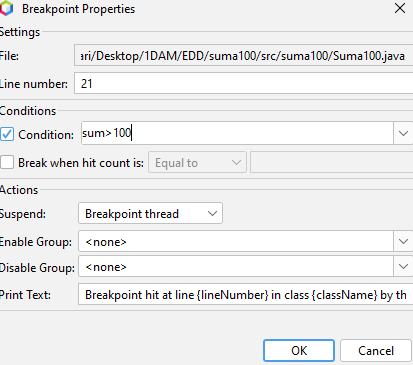 Breakpoint Properties
Settings
File: ari/Desktop/1DAM/EDD/suma100/src/suma100/Suma100.java
Line number: 21
Conditions
Condition: sum>100
Break when hit count is: Equal to
Actions
Suspend: Breakpoint thread
Enable Group: <none>
Disable Group: <none>
Print Text: Breakpoint hit at line {lineNumber} in class {className} by th
OK Cancel